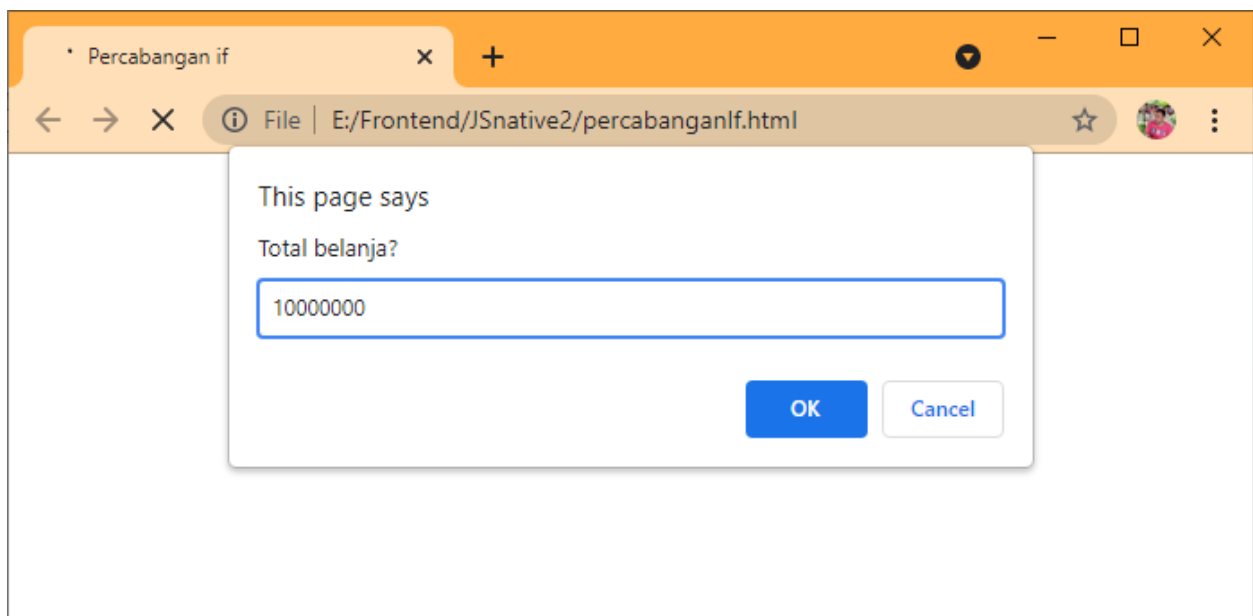 Percabangan if
File | E:/Frontend/JSnative2/percabanganIf.html
This page says
Total belanja?
10000000
OK Cancel